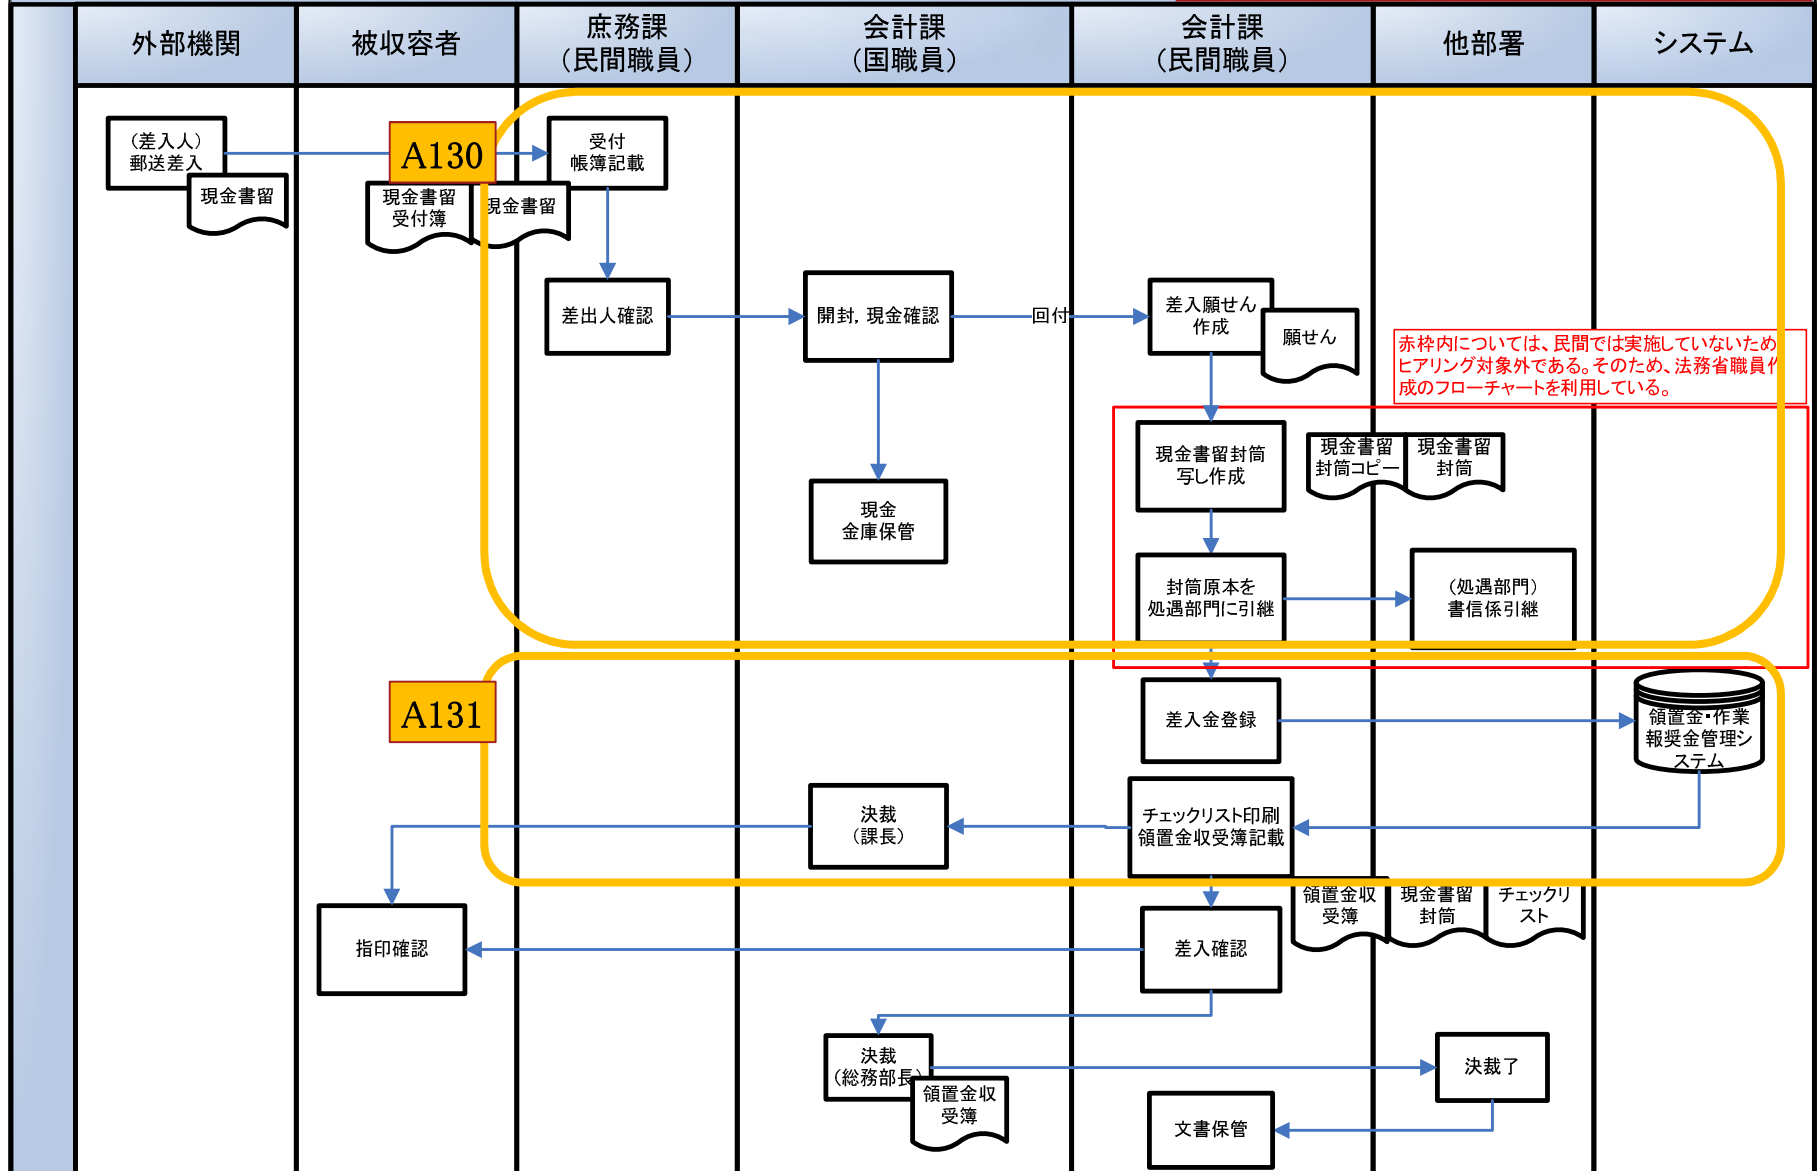 外部機関
被収容者
庶務課
（民間職員）
会計課
（国職員）
会計課
（民間職員）
他部署
システム
（差入人）
郵送差入
現金書留
A130
現金書留
受付簿
現金書留
受付
帳簿記載
差出人確認
開封，現金確認
回付
差入願せん
作成
願せん
赤枠内については、民間では実施していないため
ヒアリング対象外である。そのため、法務省職員作
成のフローチャートを利用している。
現金書留封筒
写し作成
現金書留
封筒コピー
現金書留
封筒
現金
金庫保管
封筒原本を
処遇部門に引継
（処遇部門）
書信係引継
A131
差入金登録
領置金・作業
報奨金管理シ
ステム
決裁
（課長）
チェックリスト印刷
領置金収受簿記載
領置金収
受簿
現金書留
封筒
チェックリ
スト
指印確認
差入確認
決裁
（総務部長）
領置金収
受簿
決裁了
文書保管